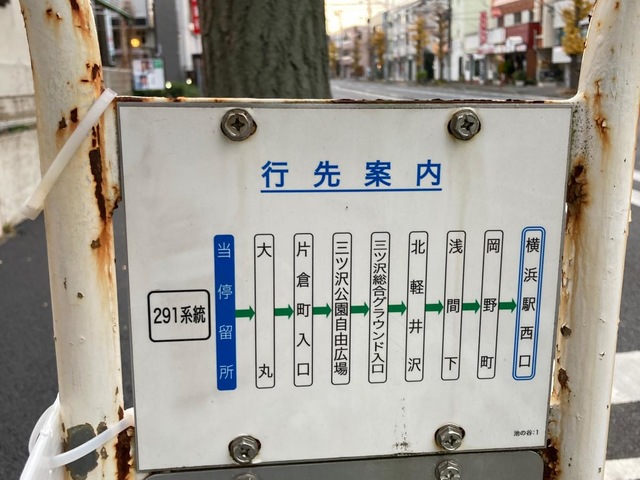 行先案内
291系統
当停留所
大丸
片倉町入口
三ツ沢公園自由広場
三ツ沢総合グラウンド入口
北軽井沢
浅間下
岡野町
横浜駅西口
池の谷:1